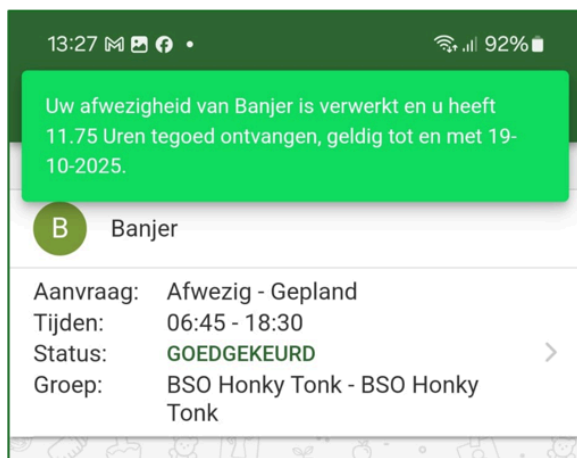 13:27 92%
Uw afwezigheid van Banjer is verwerkt en u heeft
11.75 Uren tegoed ontvangen, geldig tot en met 19-
10-2025.
B Banjer
Aanvraag: Afwezig - Gepland
Tijden: 06:45 - 18:30
Status: GOEDGEKEURD
Groep: BSO Honky Tonk - BSO Honky
Tonk